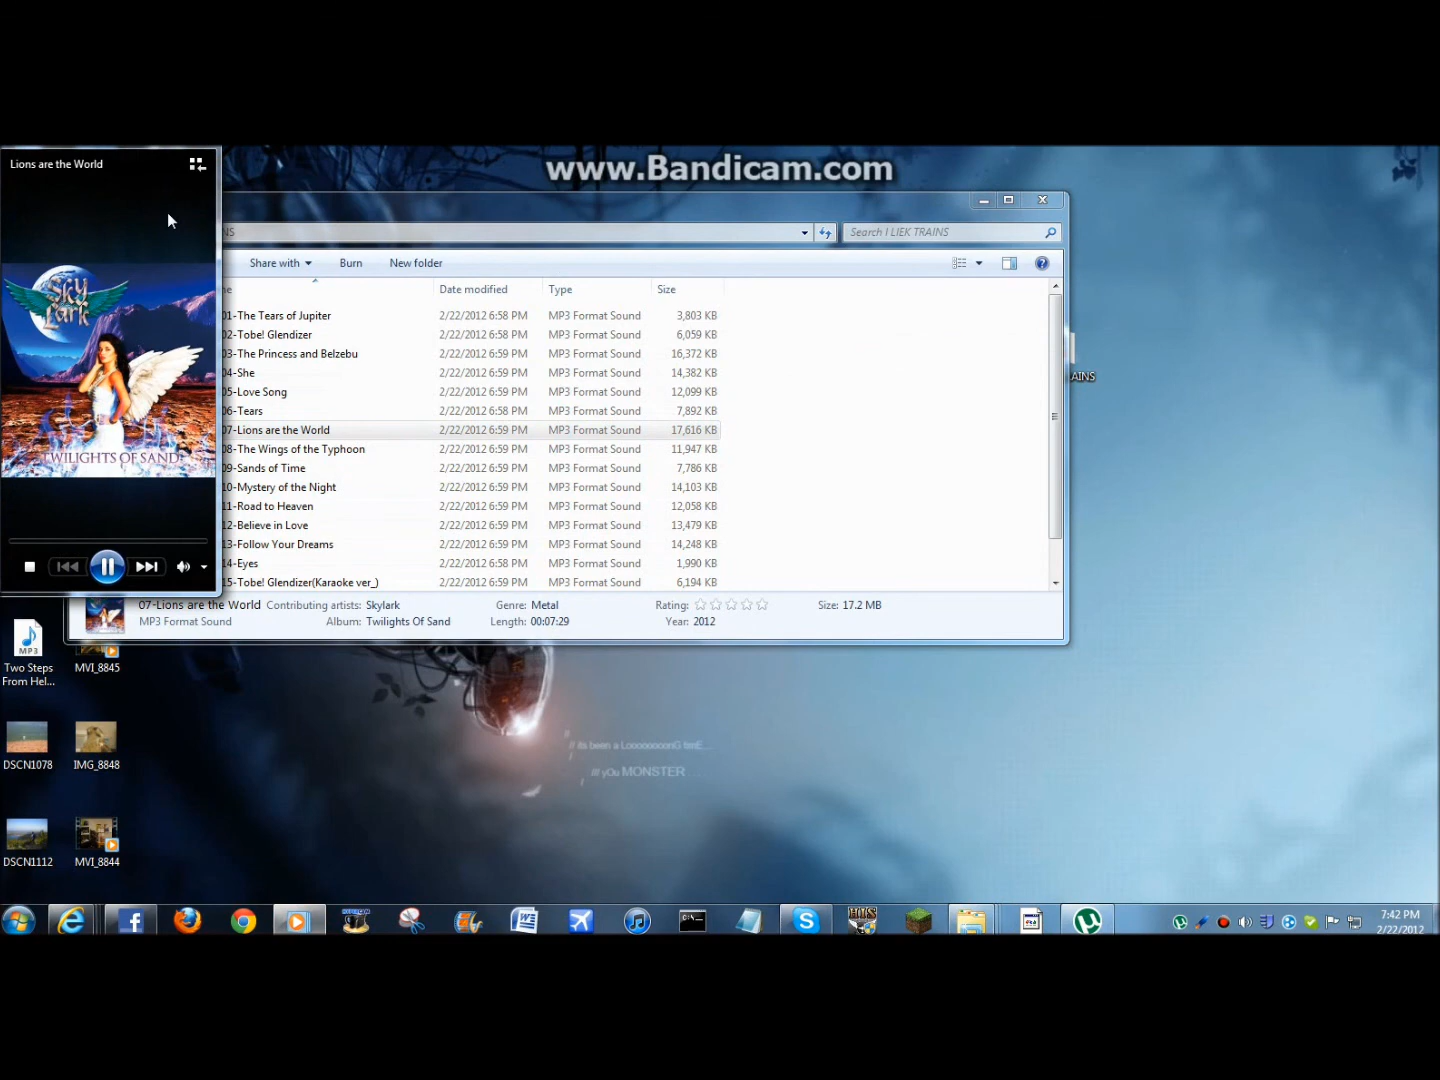 www.Bandicam.com
Lions are the World
Sky
Lark
TWILIGHTS OF SAND
NS
Search I LIEK TRAINS
Share with
Burn
New folder
Date modified
Type
Size
01-The Tears of Jupiter 2/22/2012 6:58 PM MP3 Format Sound 3,803 KB
02-Tobe! Glendizer 2/22/2012 6:58 PM MP3 Format Sound 6,059 KB
03-The Princess and Belzebu 2/22/2012 6:59 PM MP3 Format Sound 16,372 KB
04-She 2/22/2012 6:59 PM MP3 Format Sound 14,382 KB
05-Love Song 2/22/2012 6:59 PM MP3 Format Sound 12,099 KB
06-Tears 2/22/2012 6:58 PM MP3 Format Sound 7,892 KB
07-Lions are the World 2/22/2012 6:59 PM MP3 Format Sound 17,616 KB
08-The Wings of the Typhoon 2/22/2012 6:59 PM MP3 Format Sound 11,947 KB
09-Sands of Time 2/22/2012 6:59 PM MP3 Format Sound 7,786 KB
10-Mystery of the Night 2/22/2012 6:59 PM MP3 Format Sound 14,103 KB
11-Road to Heaven 2/22/2012 6:59 PM MP3 Format Sound 12,058 KB
12-Believe in Love 2/22/2012 6:59 PM MP3 Format Sound 13,479 KB
13-Follow Your Dreams 2/22/2012 6:59 PM MP3 Format Sound 14,248 KB
14-Eyes 2/22/2012 6:58 PM MP3 Format Sound 1,990 KB
15-Tobe! Glendizer(Karaoke ver_) 2/22/2012 6:59 PM MP3 Format Sound 6,194 KB
AINS
07-Lions are the World Contributing artists: Skylark Genre: Metal Rating: Size: 17.2 MB
MP3 Format Sound Album: Twilights Of Sand Length: 00:07:29 Year: 2012
MP3
Two Steps
From Hel...
MVI_8845
DSCN1078
IMG_8848
DSCN1112
MVI_8844
// its been a LooooooonG timE...
/// yOu MONSTER
7:42 PM
2/22/2012